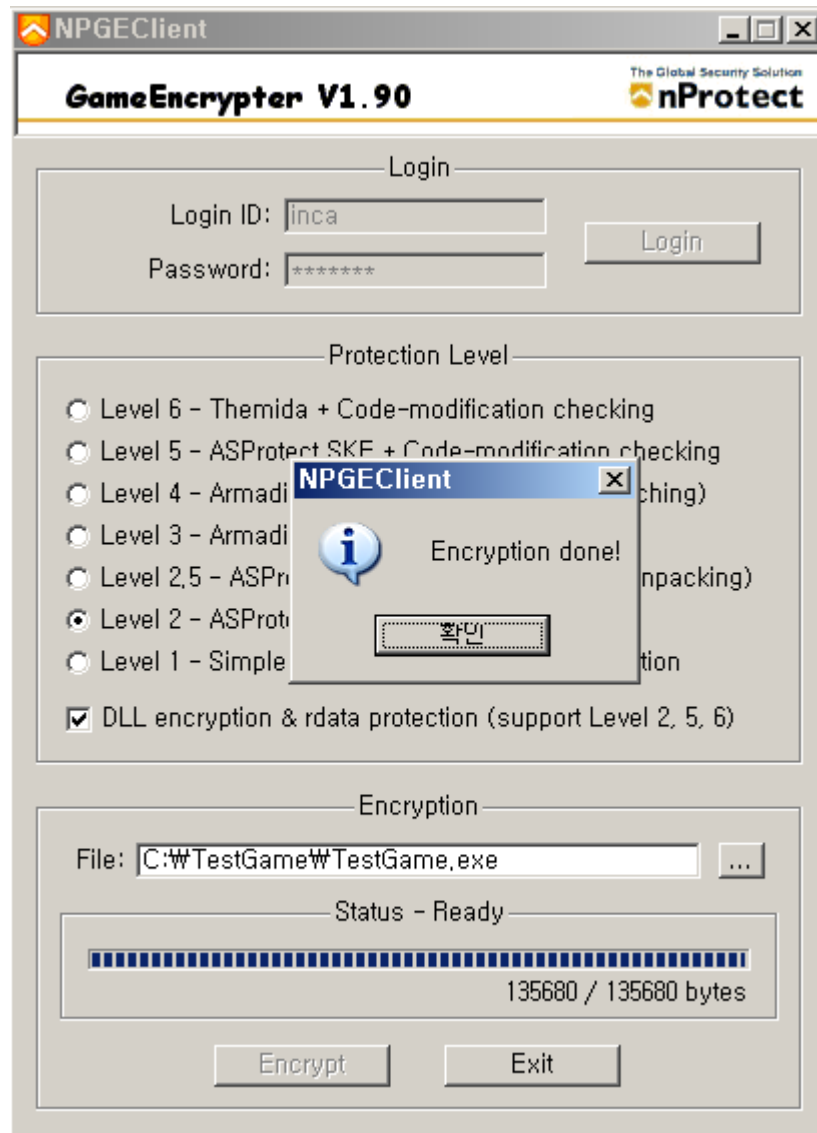 NPGEClient
GameEncrypter V1.90
The Global Security Solution
nProtect
Login
Login ID: inca
Login
Password: *******
Protection Level
Level 6 - Themida + Code-modification checking
Level 5 - ASProtect SKE + Code-modification checking
Level 4 - Armadi
ching)
Level 3 - Armadi
Level 2,5 - ASPr
npacking)
Level 2 - ASProt
Level 1 - Simple
tion
NPGEClient
Encryption done!
확인
DLL encryption & rdata protection (support Level 2, 5, 6)
Encryption
File: C:₩TestGame₩TestGame,exe
...
Status - Ready
135680 / 135680 bytes
Encrypt
Exit